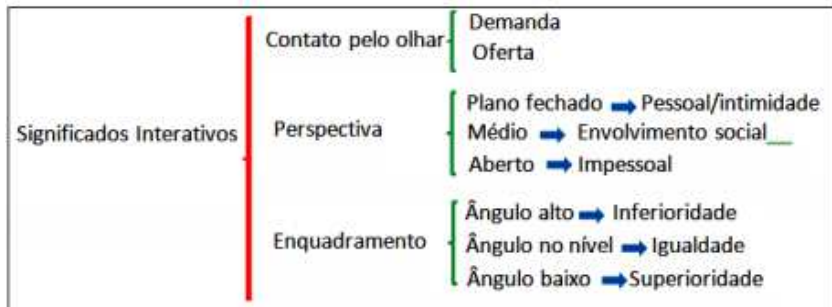 Contato pelo olhar
Demanda
Oferta
Significados Interativos
Perspectiva
Plano fechado Pessoal/intimidade
Médio Envolvimento social
Aberto Impessoal
Enquadramento
Ângulo alto Inferioridade
Ângulo no nível Igualdade
Ângulo baixo Superioridade